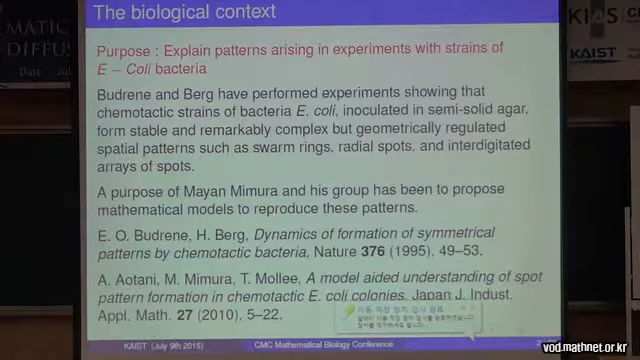 The biological context
Purpose : Explain patterns arising in experiments with strains of
E − Coli bacteria
Budrene and Berg have performed experiments showing that
chemotactic strains of bacteria E. coli, inoculated in semi-solid agar,
form stable and remarkably complex but geometrically regulated
spatial patterns such as swarm rings, radial spots, and interdigitated
arrays of spots.
A purpose of Mayan Mimura and his group has been to propose
mathematical models to reproduce these patterns.
E. O. Budrene, H. Berg, Dynamics of formation of symmetrical
patterns by chemotactic bacteria, Nature 376 (1995), 49–53.
A. Aotani, M. Mimura, T. Mollee, A model aided understanding of spot
pattern formation in chemotactic E. coli colonies, Japan J. Indust.
Appl. Math. 27 (2010), 5–22.
KAIST (July 9th 2015)
CMC Mathematical Biology Conference
EMATIC
-DIFFUS
Date
KIAS
KAIST
vod.mathnet.or.kr